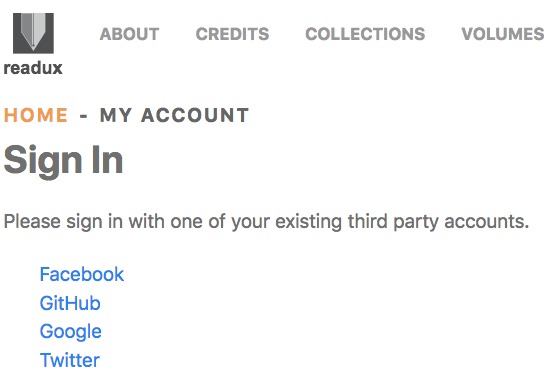 ABOUT CREDITS COLLECTIONS VOLUMES
readux
HOME - MY ACCOUNT
Sign In
Please sign in with one of your existing third party accounts.
Facebook
GitHub
Google
Twitter